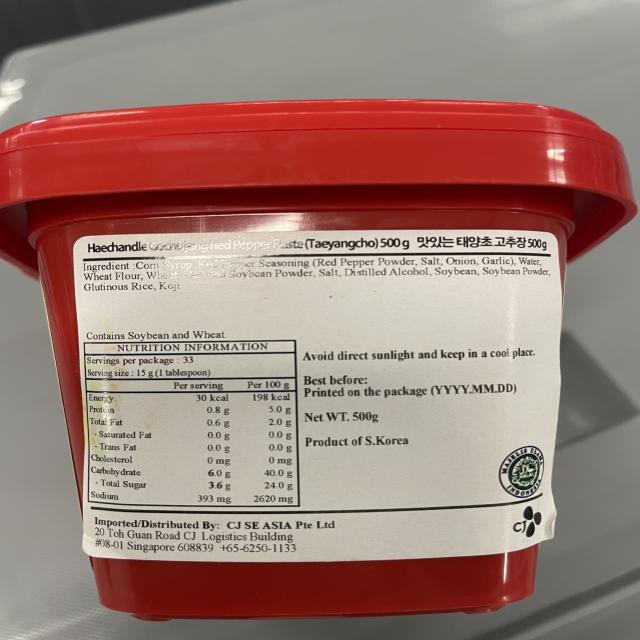 Haechandle Gochujang Red Pepper Paste (Taeyangcho) 500 g 맛있는 태양초 고추장 500 g
Ingredient : Corn Syrup, Red Pepper Seasoning (Red Pepper Powder, Salt, Onion, Garlic), Water,
Wheat Flour, Wheat, Soybean Powder, Salt, Distilled Alcohol, Soybean, Soybean Powder,
Glutinous Rice, Koji
Contains Soybean and Wheat.
NUTRITION INFORMATION
Servings per package : 33
Serving size : 15 g (1 tablespoon)
Per serving Per 100 g
Energy 30 kcal 198 kcal
Protein 0.8 g 5.0 g
Total Fat 0.6 g 2.0 g
- Saturated Fat 0.0 g 0.0 g
- Trans Fat 0.0 g 0.0 g
Cholesterol 0 mg 0 mg
Carbohydrate 6.0 g 40.0 g
- Total Sugar 3.6 g 24.0 g
Sodium 393 mg 2620 mg
Avoid direct sunlight and keep in a cool place.
Best before:
Printed on the package (YYYY.MM.DD)
Net WT. 500g
Product of S.Korea
MAJELIS ULAMA INDONESIA
CJ
Imported/Distributed By: CJ SE ASIA Pte Ltd
20 Toh Guan Road CJ Logistics Building
#08-01 Singapore 608839 +65-6250-1133